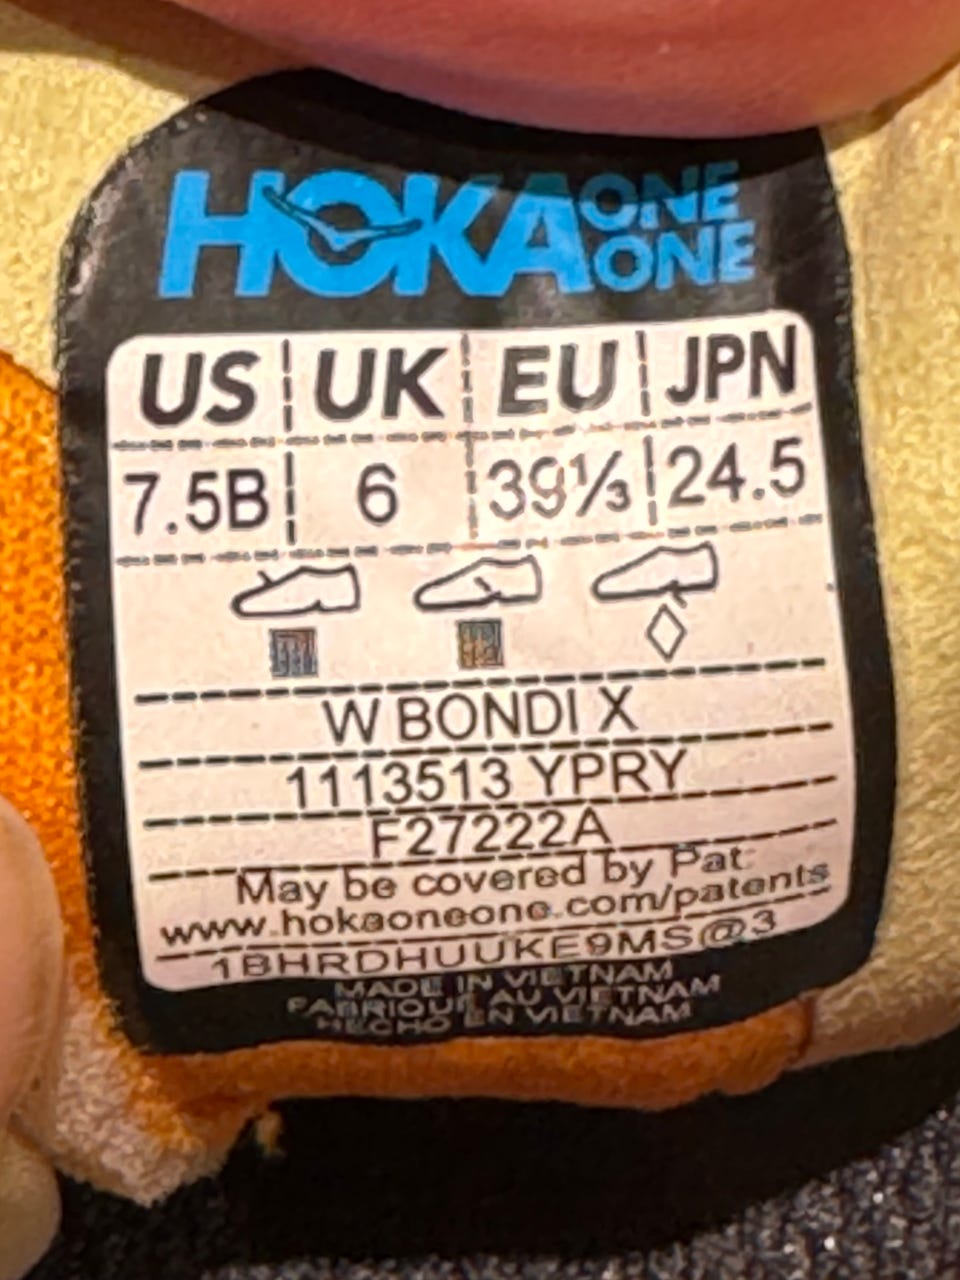 HOKA ONE ONE
US UK EU JPN
7.5B 6 39⅓ 24.5
W BONDI X
1113513 YPRY
F27222A
May be covered by Pat:
www.hokaoneone.com/patents
1BHRDHUUKE9MS@3
MADE IN VIETNAM
FABRIQUÉ AU VIETNAM
HECHO EN VIETNAM